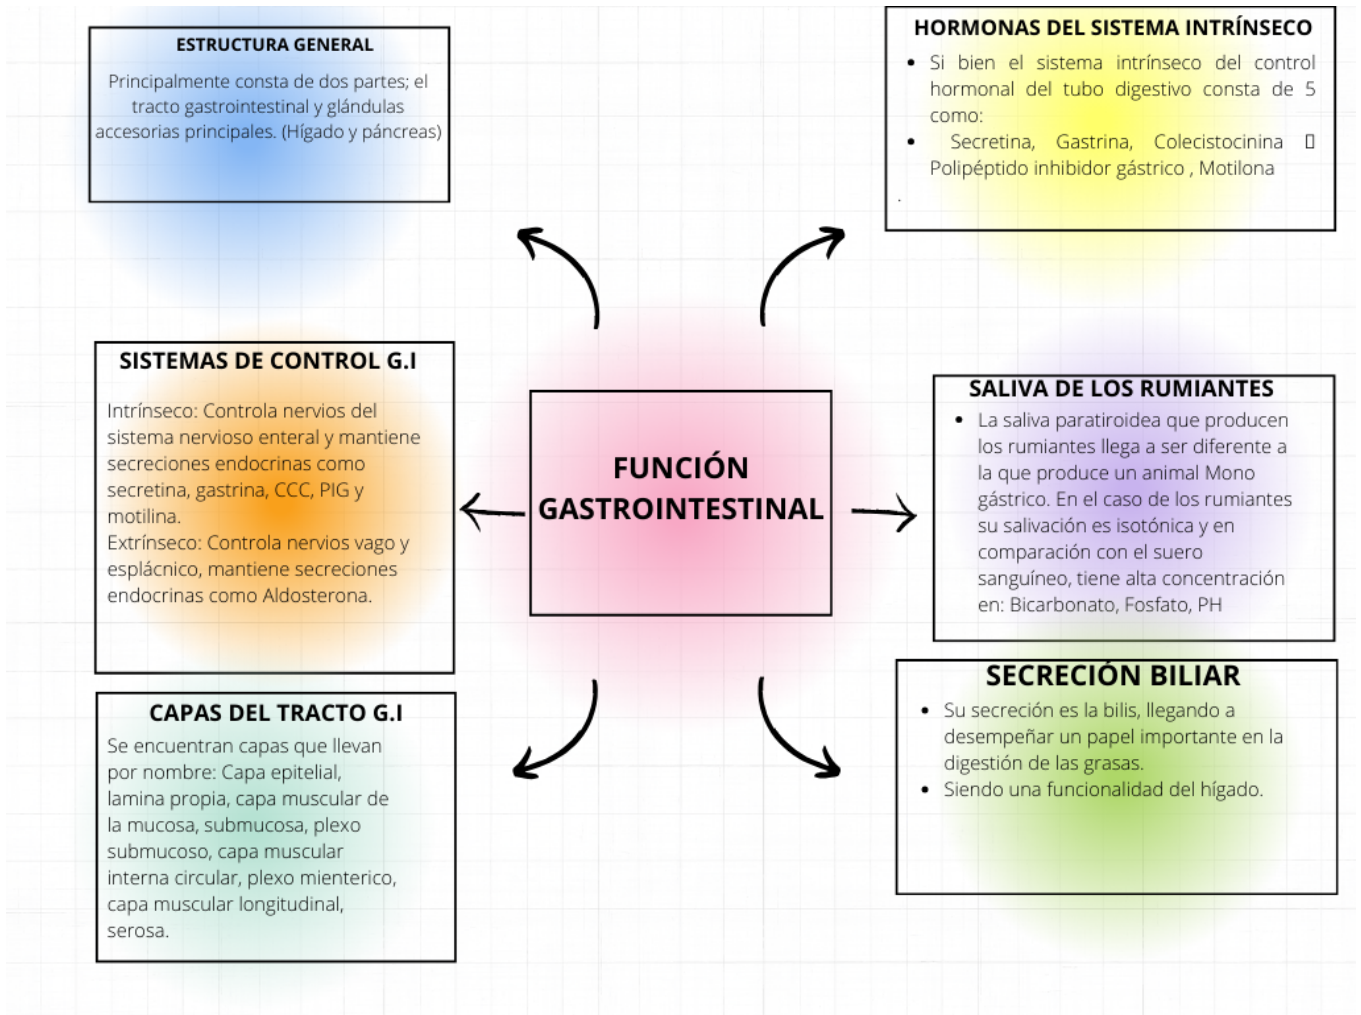 ESTRUCTURA GENERAL
Principalmente consta de dos partes; el
tracto gastrointestinal y glándulas
accesorias principales. (Hígado y páncreas)
HORMONAS DEL SISTEMA INTRÍNSECO
• Si bien el sistema intrínseco del control
hormonal del tubo digestivo consta de 5
como:
• Secretina, Gastrina, Colecistocinina ▯
Polipéptido inhibidor gástrico , Motilona
.
SISTEMAS DE CONTROL G.I
Intrínseco: Controla nervios del
sistema nervioso enteral y mantiene
secreciones endocrinas como
secretina, gastrina, CCC, PIG y
motilina.
Extrínseco: Controla nervios vago y
esplácnico, mantiene secreciones
endocrinas como Aldosterona.
FUNCIÓN
GASTROINTESTINAL
SALIVA DE LOS RUMIANTES
• La saliva paratiroidea que producen
los rumiantes llega a ser diferente a
la que produce un animal Mono
gástrico. En el caso de los rumiantes
su salivación es isotónica y en
comparación con el suero
sanguíneo, tiene alta concentración
en: Bicarbonato, Fosfato, PH
CAPAS DEL TRACTO G.I
Se encuentran capas que llevan
por nombre: Capa epitelial,
lamina propia, capa muscular de
la mucosa, submucosa, plexo
submucoso, capa muscular
interna circular, plexo mienterico,
capa muscular longitudinal,
serosa.
SECRECIÓN BILIAR
• Su secreción es la bilis, llegando a
desempeñar un papel importante en la
digestión de las grasas.
• Siendo una funcionalidad del hígado.